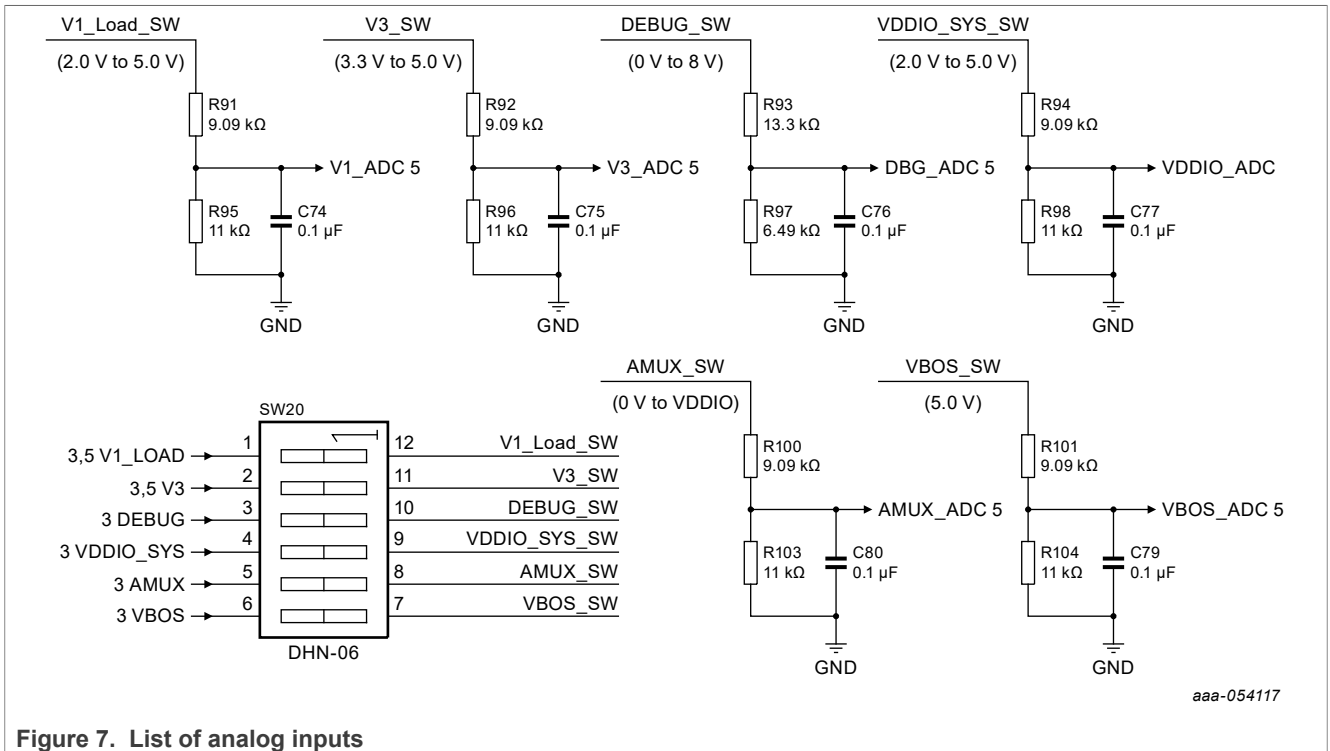 V1_Load_SW
(2.0 V to 5.0 V)
R91
9.09 kΩ
V1_ADC 5
R95
11 kΩ
C74
0.1 µF
GND
V3_SW
(3.3 V to 5.0 V)
R92
9.09 kΩ
V3_ADC 5
R96
11 kΩ
C75
0.1 µF
GND
DEBUG_SW
(0 V to 8 V)
R93
13.3 kΩ
DBG_ADC 5
R97
6.49 kΩ
C76
0.1 µF
GND
VDDIO_SYS_SW
(2.0 V to 5.0 V)
R94
9.09 kΩ
VDDIO_ADC
R98
11 kΩ
C77
0.1 µF
GND
SW20
3,5 V1_LOAD 1 12 V1_Load_SW
3,5 V3 2 11 V3_SW
3 DEBUG 3 10 DEBUG_SW
3 VDDIO_SYS 4 9 VDDIO_SYS_SW
3 AMUX 5 8 AMUX_SW
3 VBOS 6 7 VBOS_SW
DHN-06
AMUX_SW
(0 V to VDDIO)
R100
9.09 kΩ
AMUX_ADC 5
R103
11 kΩ
C80
0.1 µF
GND
VBOS_SW
(5.0 V)
R101
9.09 kΩ
VBOS_ADC 5
R104
11 kΩ
C79
0.1 µF
GND
aaa-054117
Figure 7. List of analog inputs